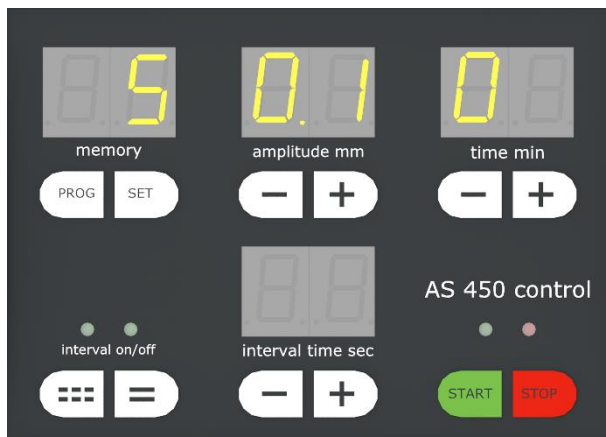 5 0.1 0
memory amplitude mm time min
PROG SET − + − +
AS 450 control
interval on/off interval time sec
− + START STOP